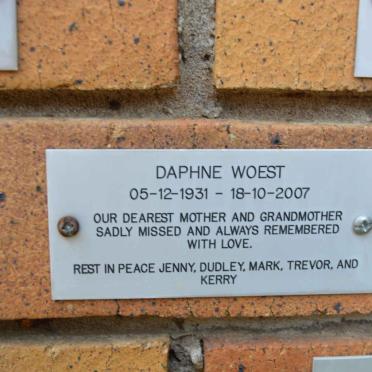 DAPHNE WOEST
05-12-1931 - 18-10-2007
OUR DEAREST MOTHER AND GRANDMOTHER
SADLY MISSED AND ALWAYS REMEMBERED
WITH LOVE.
REST IN PEACE JENNY, DUDLEY, MARK, TREVOR, AND
KERRY